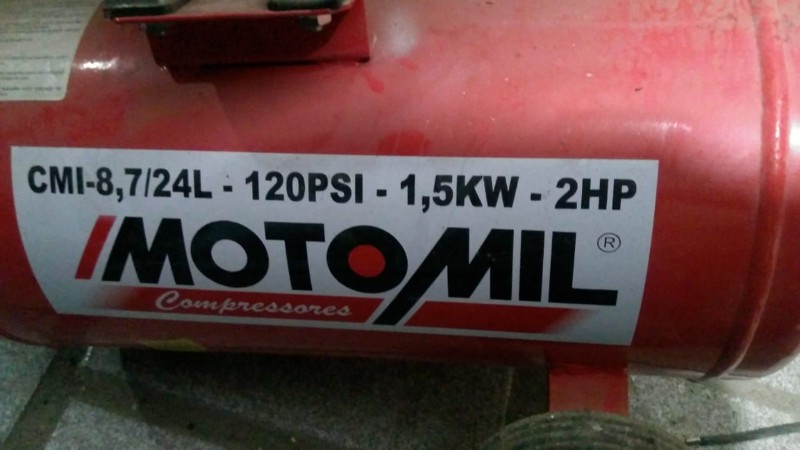 CMI-8,7/24L - 120PSI - 1,5KW - 2HP
MOTOMIL ®
Compressores